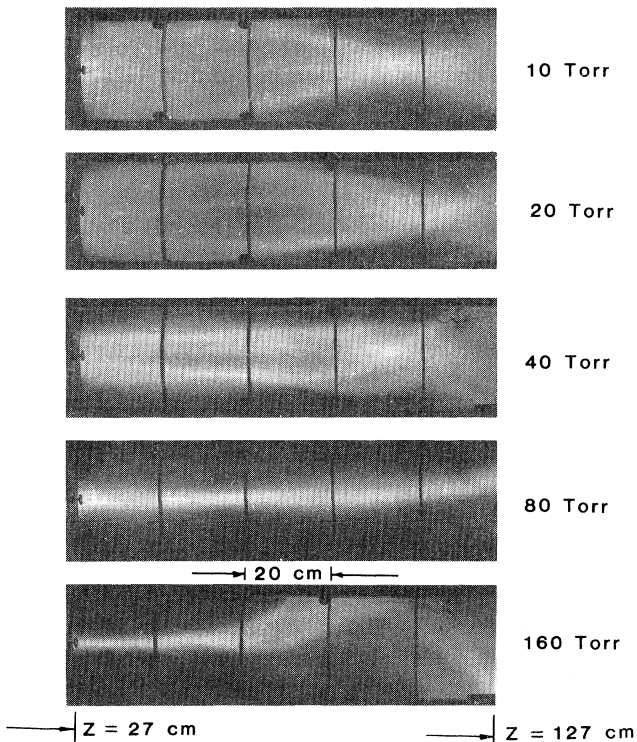 10 Torr
20 Torr
40 Torr
80 Torr
20 cm
160 Torr
Z = 27 cm
Z = 127 cm